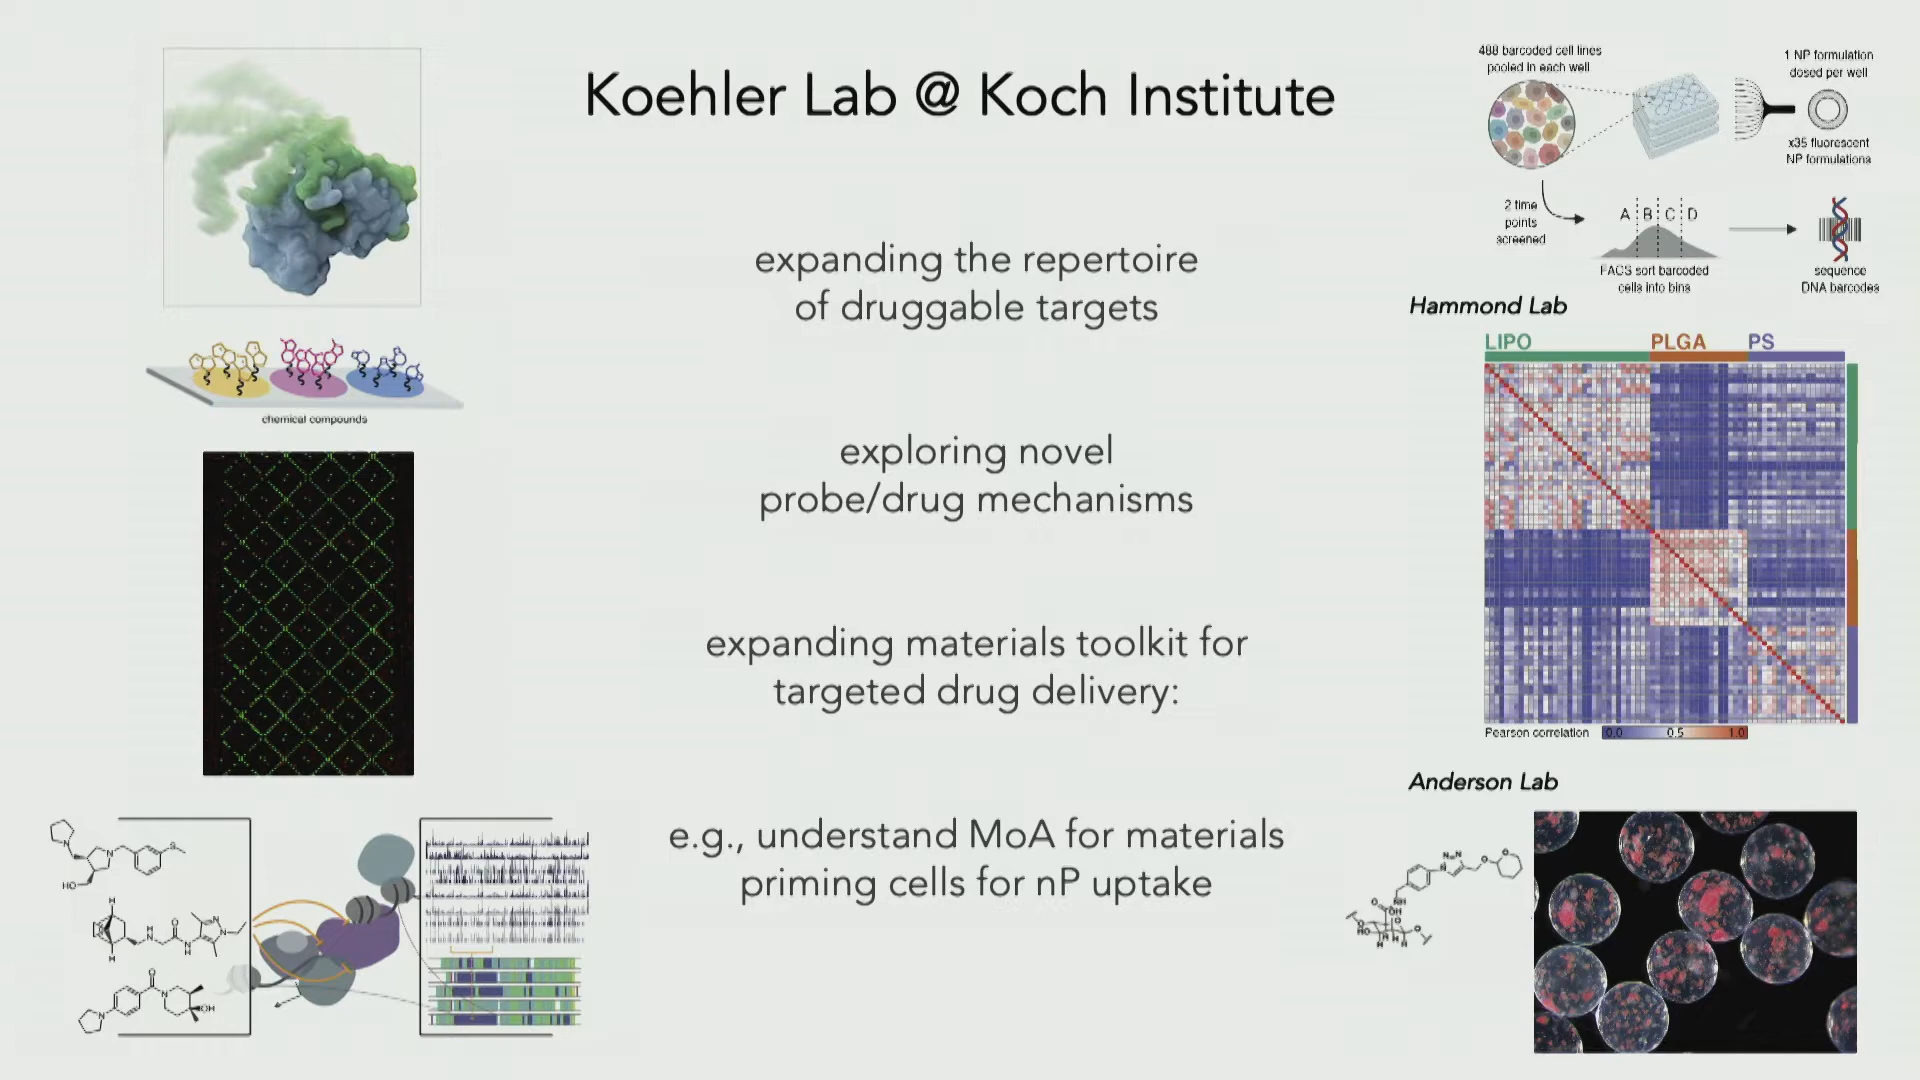 Koehler Lab @ Koch Institute
expanding the repertoire
of druggable targets
exploring novel
probe/drug mechanisms
expanding materials toolkit for
targeted drug delivery:
e.g., understand MoA for materials
priming cells for nP uptake
chemical compounds
488 barcoded cell lines
pooled in each well
1 NP formulation
dosed per well
x35 fluorescent
NP formulations
2 time
points
screened
A B C D
FACS sort barcoded
cells into bins
sequence
DNA barcodes
Hammond Lab
LIPO PLGA PS
Pearson correlation 0.0 0.5 1.0
Anderson Lab